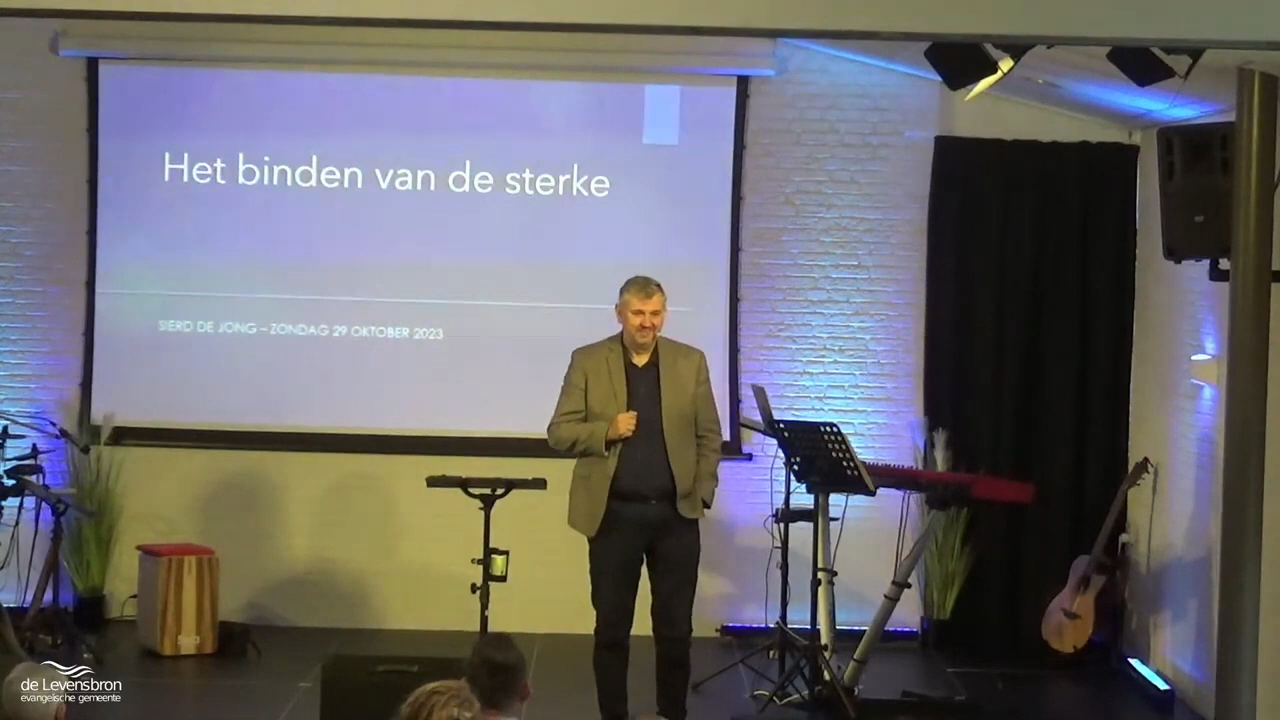 Het binden van de sterke
SIERD DE JONG – ZONDAG 29 OKTOBER 2023
de Levensbron
evangelische gemeente